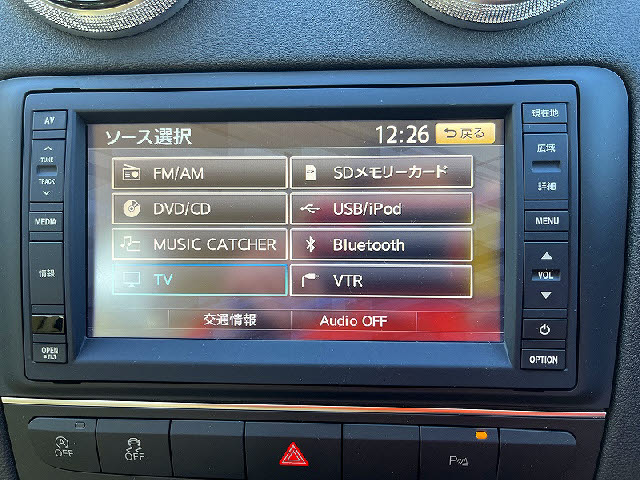 AV
TUNE
TRACK
MEDIA
情報
OPEN
ソース選択
12:26
戻る
FM/AM
SDメモリーカード
DVD/CD
USB/iPod
MUSIC CATCHER
Bluetooth
TV
VTR
交通情報
Audio OFF
現在地
広域
詳細
MENU
VOL
OPTION
OFF
OFF
P